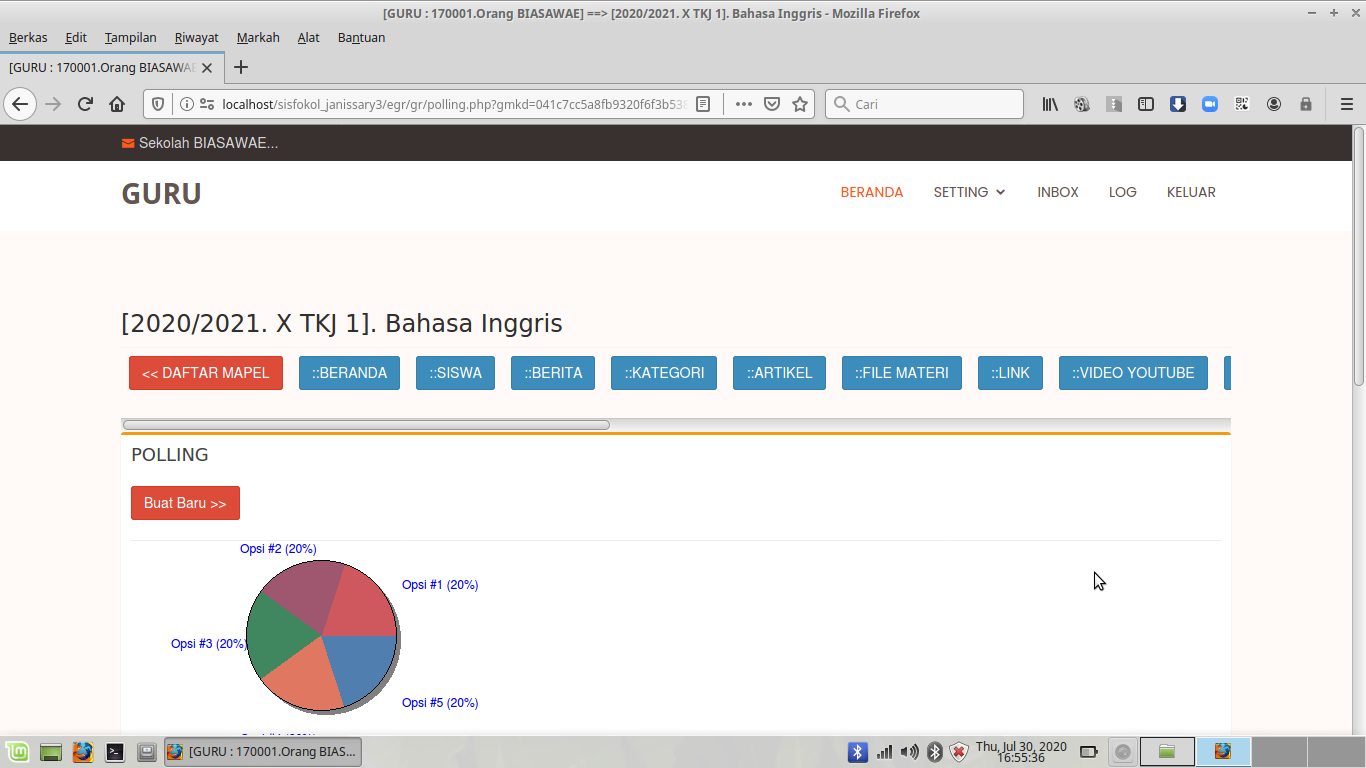 [GURU : 170001.Orang BIASAWAE] ==> [2020/2021. X TKJ 1]. Bahasa Inggris - Mozilla Firefox
Berkas Edit Tampilan Riwayat Markah Alat Bantuan
[GURU : 170001.Orang BIASAWAE
localhost/sisfokol_janissary3/egr/gr/polling.php?gmkd=041c7cc5a8fb9320f6f3b53 Cari
Sekolah BIASAWAE...
GURU
BERANDA SETTING INBOX LOG KELUAR
[2020/2021. X TKJ 1]. Bahasa Inggris
<< DAFTAR MAPEL ::BERANDA ::SISWA ::BERITA ::KATEGORI ::ARTIKEL ::FILE MATERI ::LINK ::VIDEO YOUTUBE
POLLING
Buat Baru >>
Opsi #2 (20%)
Opsi #1 (20%)
Opsi #3 (20%)
Opsi #5 (20%)
[GURU : 170001.Orang BIAS...
Thu, Jul 30, 2020
16:55:36